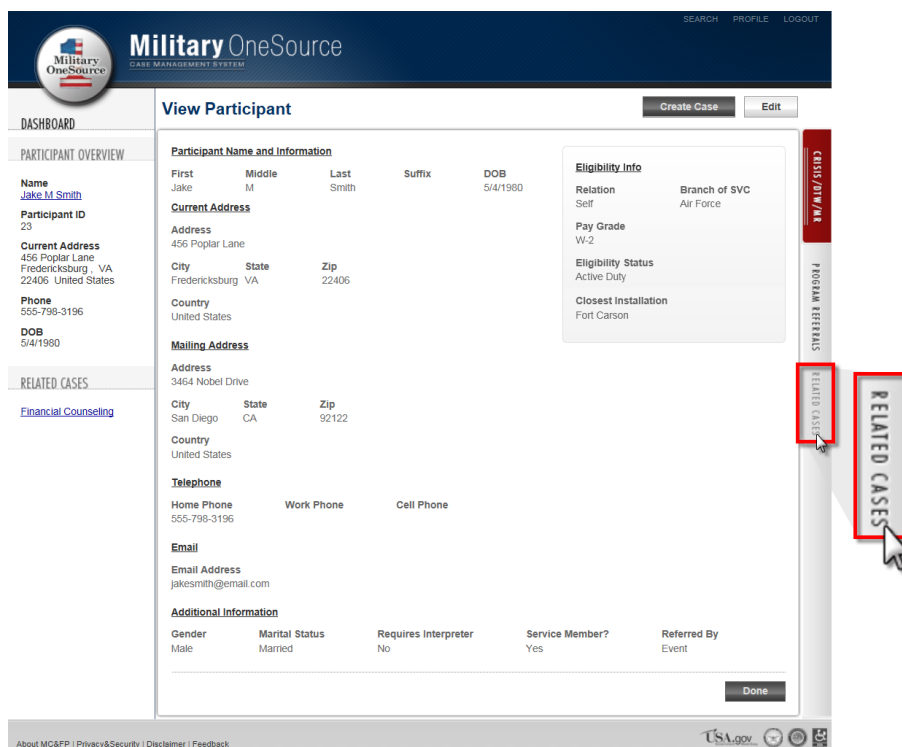 SEARCH PROFILE LOGOUT
Military OneSource
Military OneSource
CASE MANAGEMENT SYSTEM
DASHBOARD
View Participant
Create Case Edit
PARTICIPANT OVERVIEW
Name
Jake M Smith
Participant ID
23
Current Address
456 Poplar Lane
Fredericksburg , VA
22406 United States
Phone
555-798-3196
DOB
5/4/1980
RELATED CASES
Financial Counseling
Participant Name and Information
First Middle Last Suffix DOB
Jake M Smith 5/4/1980
Current Address
Address
456 Poplar Lane
City State Zip
Fredericksburg VA 22406
Country
United States
Mailing Address
Address
3464 Nobel Drive
City State Zip
San Diego CA 92122
Country
United States
Telephone
Home Phone Work Phone Cell Phone
555-798-3196
Email
Email Address
jakesmith@email.com
Additional Information
Gender Marital Status Requires Interpreter Service Member? Referred By
Male Married No Yes Event
Done
Eligibility Info
Relation Branch of SVC
Self Air Force
Pay Grade
W-2
Eligibility Status
Active Duty
Closest Installation
Fort Carson
CRISIS/DTW/MR
PROGRAM REFERRALS
RELATED CASES
RELATED CASES
About MC&FP | Privacy&Security | Disclaimer | Feedback
USA.gov